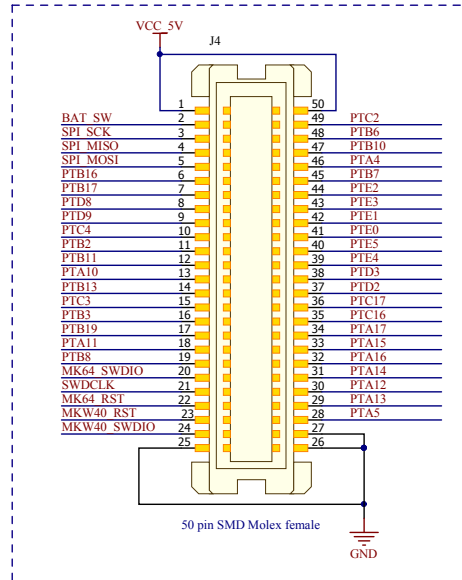 VCC_5V
J4
1 50
BAT_SW 2 49 PTC2
SPI_SCK 3 48 PTB6
SPI_MISO 4 47 PTB10
SPI_MOSI 5 46 PTA4
PTB16 6 45 PTB7
PTB17 7 44 PTE2
PTD8 8 43 PTE3
PTD9 9 42 PTE1
PTC4 10 41 PTE0
PTB2 11 40 PTE5
PTB11 12 39 PTE4
PTA10 13 38 PTD3
PTB13 14 37 PTD2
PTC3 15 36 PTC17
PTB3 16 35 PTC16
PTB19 17 34 PTA17
PTA11 18 33 PTA15
PTB8 19 32 PTA16
MK64_SWDIO 20 31 PTA14
SWDCLK 21 30 PTA12
MK64_RST 22 29 PTA13
MKW40_RST 23 28 PTA5
MKW40_SWDIO 24 27
25 26
50 pin SMD Molex female
GND